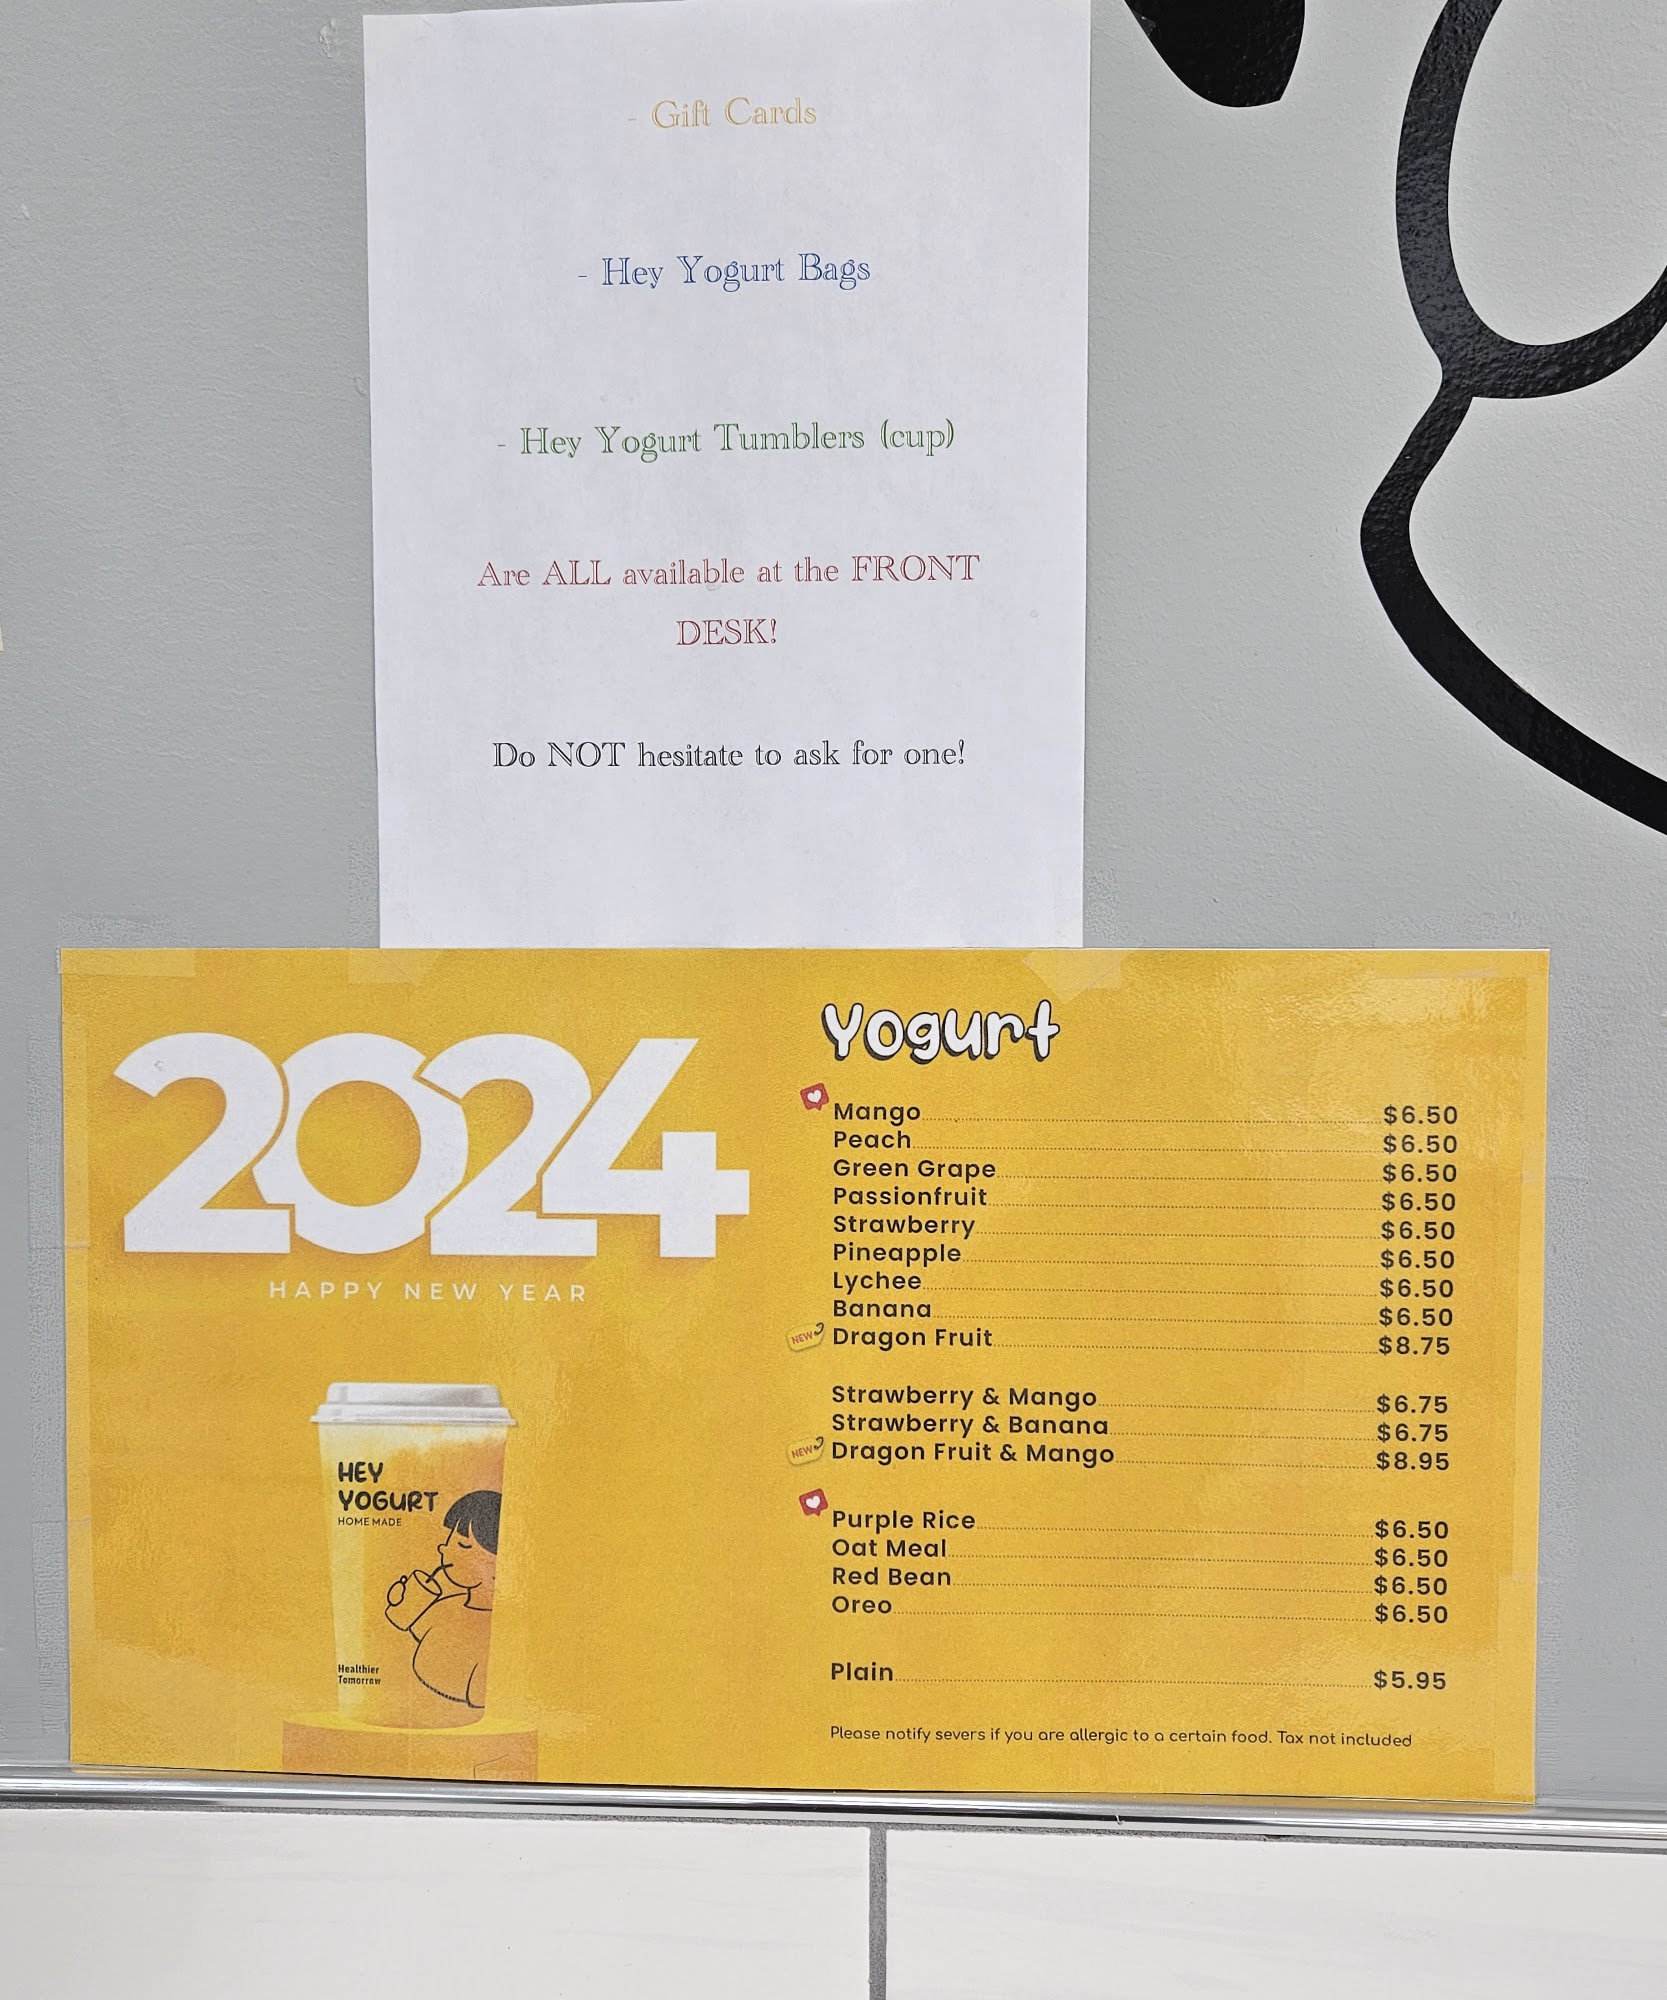 - Gift Cards
- Hey Yogurt Bags
- Hey Yogurt Tumblers (cup)
Are ALL available at the FRONT
DESK!
Do NOT hesitate to ask for one!
2024
HAPPY NEW YEAR
HEY
YOGURT
HOME MADE
Healthier
Tomorrow
Yogurt
Mango $6.50
Peach $6.50
Green Grape $6.50
Passionfruit $6.50
Strawberry $6.50
Pineapple $6.50
Lychee $6.50
Banana $6.50
NEW Dragon Fruit $8.75
Strawberry & Mango $6.75
Strawberry & Banana $6.75
NEW Dragon Fruit & Mango $8.95
Purple Rice $6.50
Oat Meal $6.50
Red Bean $6.50
Oreo $6.50
Plain $5.95
Please notify severs if you are allergic to a certain food. Tax not included